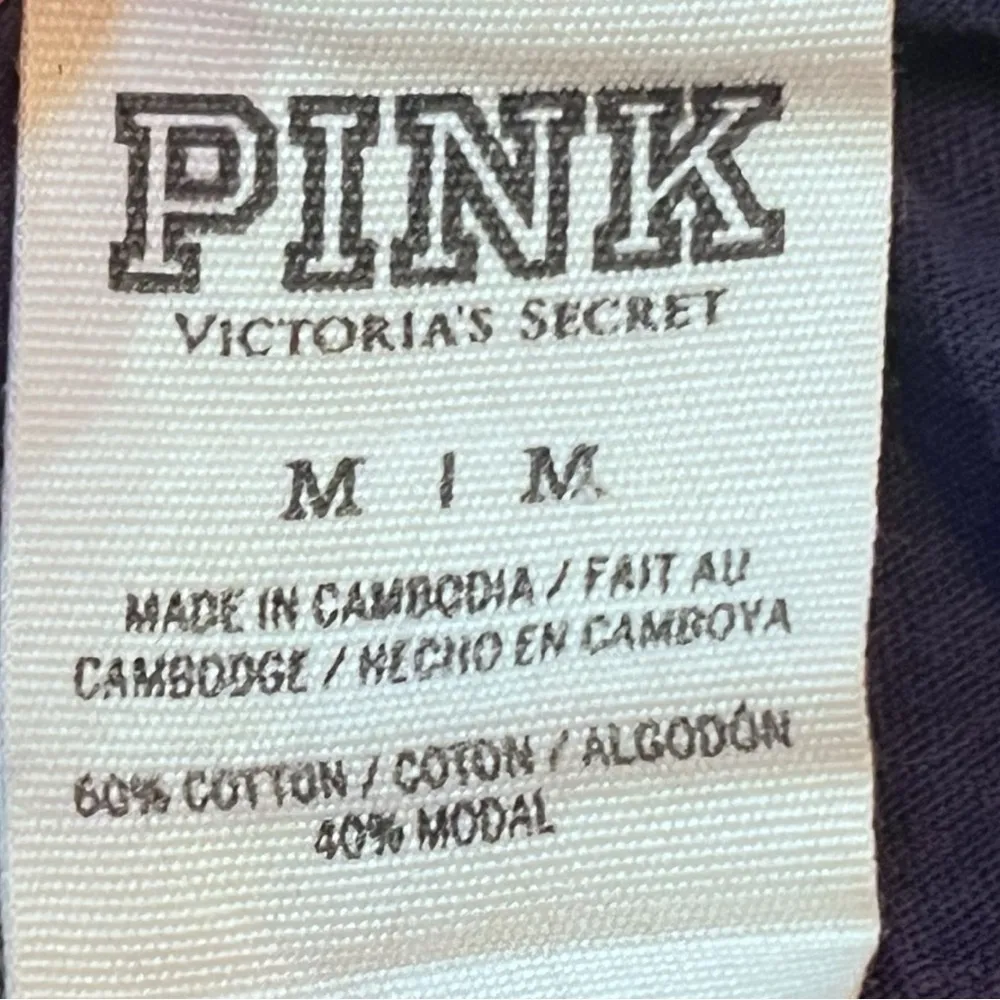 PINK
VICTORIA'S SECRET
M | M
MADE IN CAMBODIA / FAIT AU
CAMBODGE / HECHO EN CAMBOYA
60% COTTON / COTON / ALGODÓN
40% MODAL